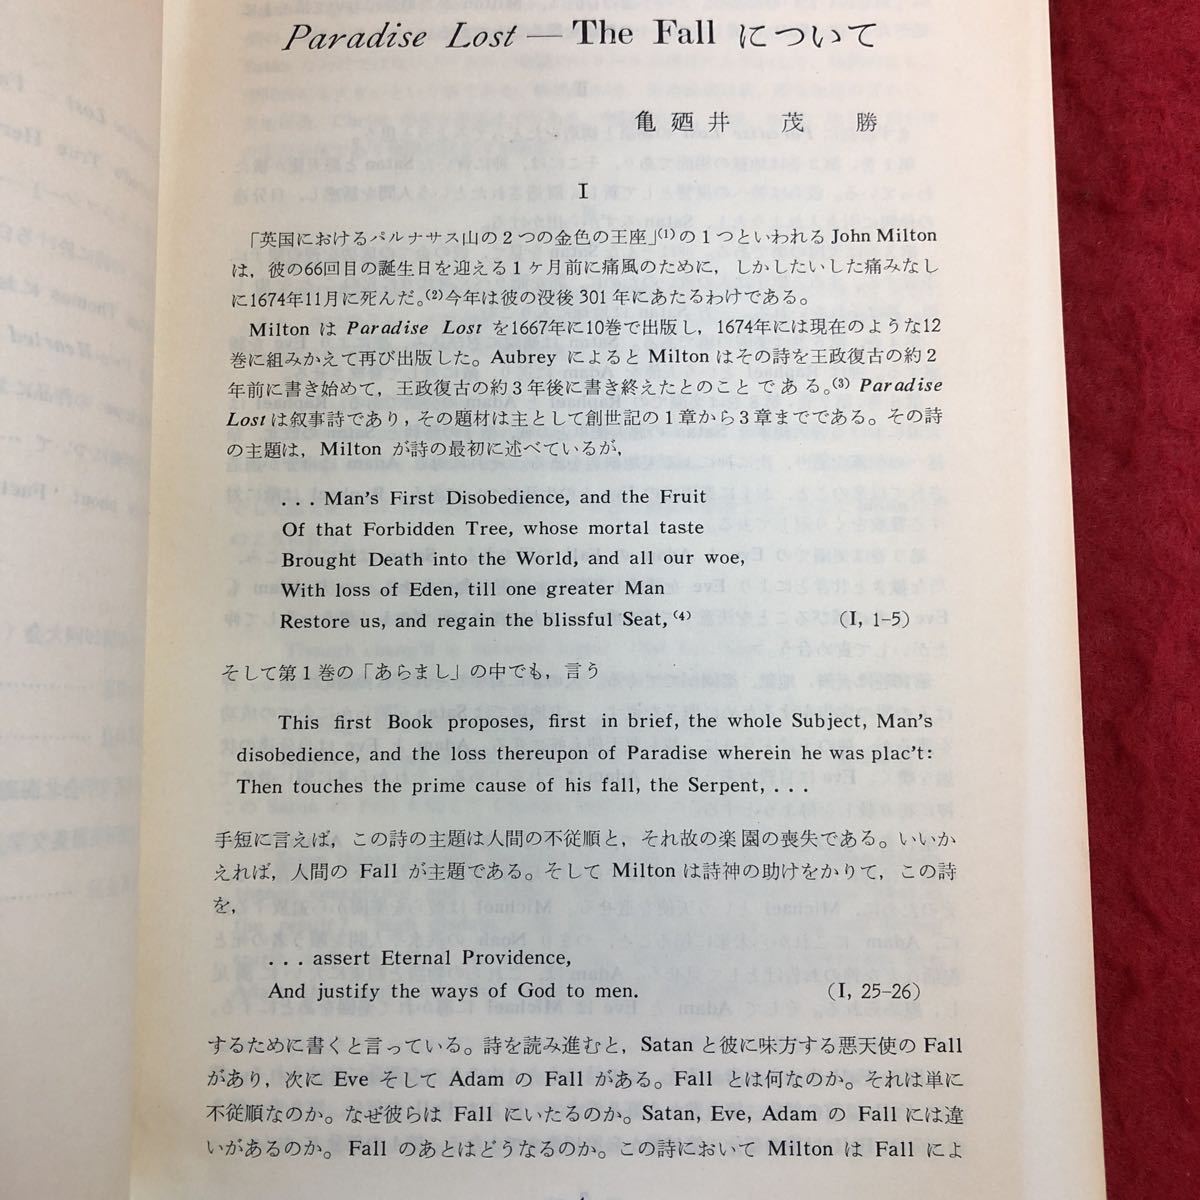 Paradise Lost — The Fall について
亀廼井 茂 勝
I
「英国におけるパルナサス山の2つの金色の王座」(1)の1つといわれる John Milton
は，彼の66回目の誕生日を迎える1ヶ月前に痛風のために，しかしたいした痛みなし
に1674年11月に死んだ。(2)今年は彼の没後301年にあたるわけである。
Milton は Paradise Lost を1667年に10巻で出版し，1674年には現在のような12
巻に組みかえて再び出版した。Aubrey によると Milton はその詩を王政復古の約2
年前に書き始めて，王政復古の約3年後に書き終えたとのことである。(3) Paradise
Lost は叙事詩であり，その題材は主として創世記の1章から3章までである。その詩
の主題は，Milton が詩の最初に述べているが，
. . . Man's First Disobedience, and the Fruit
Of that Forbidden Tree, whose mortal taste
Brought Death into the World, and all our woe,
With loss of Eden, till one greater Man
Restore us, and regain the blissful Seat,(4) (I, 1-5)
そして第1巻の「あらまし」の中でも，言う
This first Book proposes, first in brief, the whole Subject, Man's
disobedience, and the loss thereupon of Paradise wherein he was plac't:
Then touches the prime cause of his fall, the Serpent, . . .
手短に言えば，この詩の主題は人間の不従順と，それ故の楽園の喪失である。いいか
えれば，人間の Fall が主題である。そして Milton は詩神の助けをかりて，この詩
を，
. . . assert Eternal Providence,
And justify the ways of God to men. (I, 25-26)
するために書くと言っている。詩を読み進むと，Satan と彼に味方する悪天使の Fall
があり，次に Eve そして Adam の Fall がある。Fall とは何なのか。それは単に
不従順なのか。なぜ彼らは Fall にいたるのか。Satan, Eve, Adam の Fall には違
いがあるのか。Fall のあとはどうなるのか。この詩において Milton は Fall によ